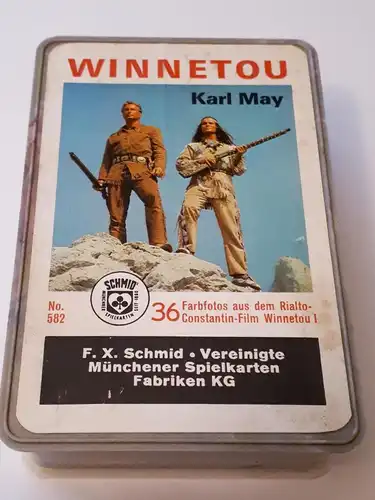 WINNETOU
Karl May
SCHMID
MÜNCHENER
SPIELKARTEN
No.
582
36 Farbfotos aus dem Rialto-
Constantin-Film Winnetou I
F. X. Schmid • Vereinigte
Münchener Spielkarten
Fabriken KG